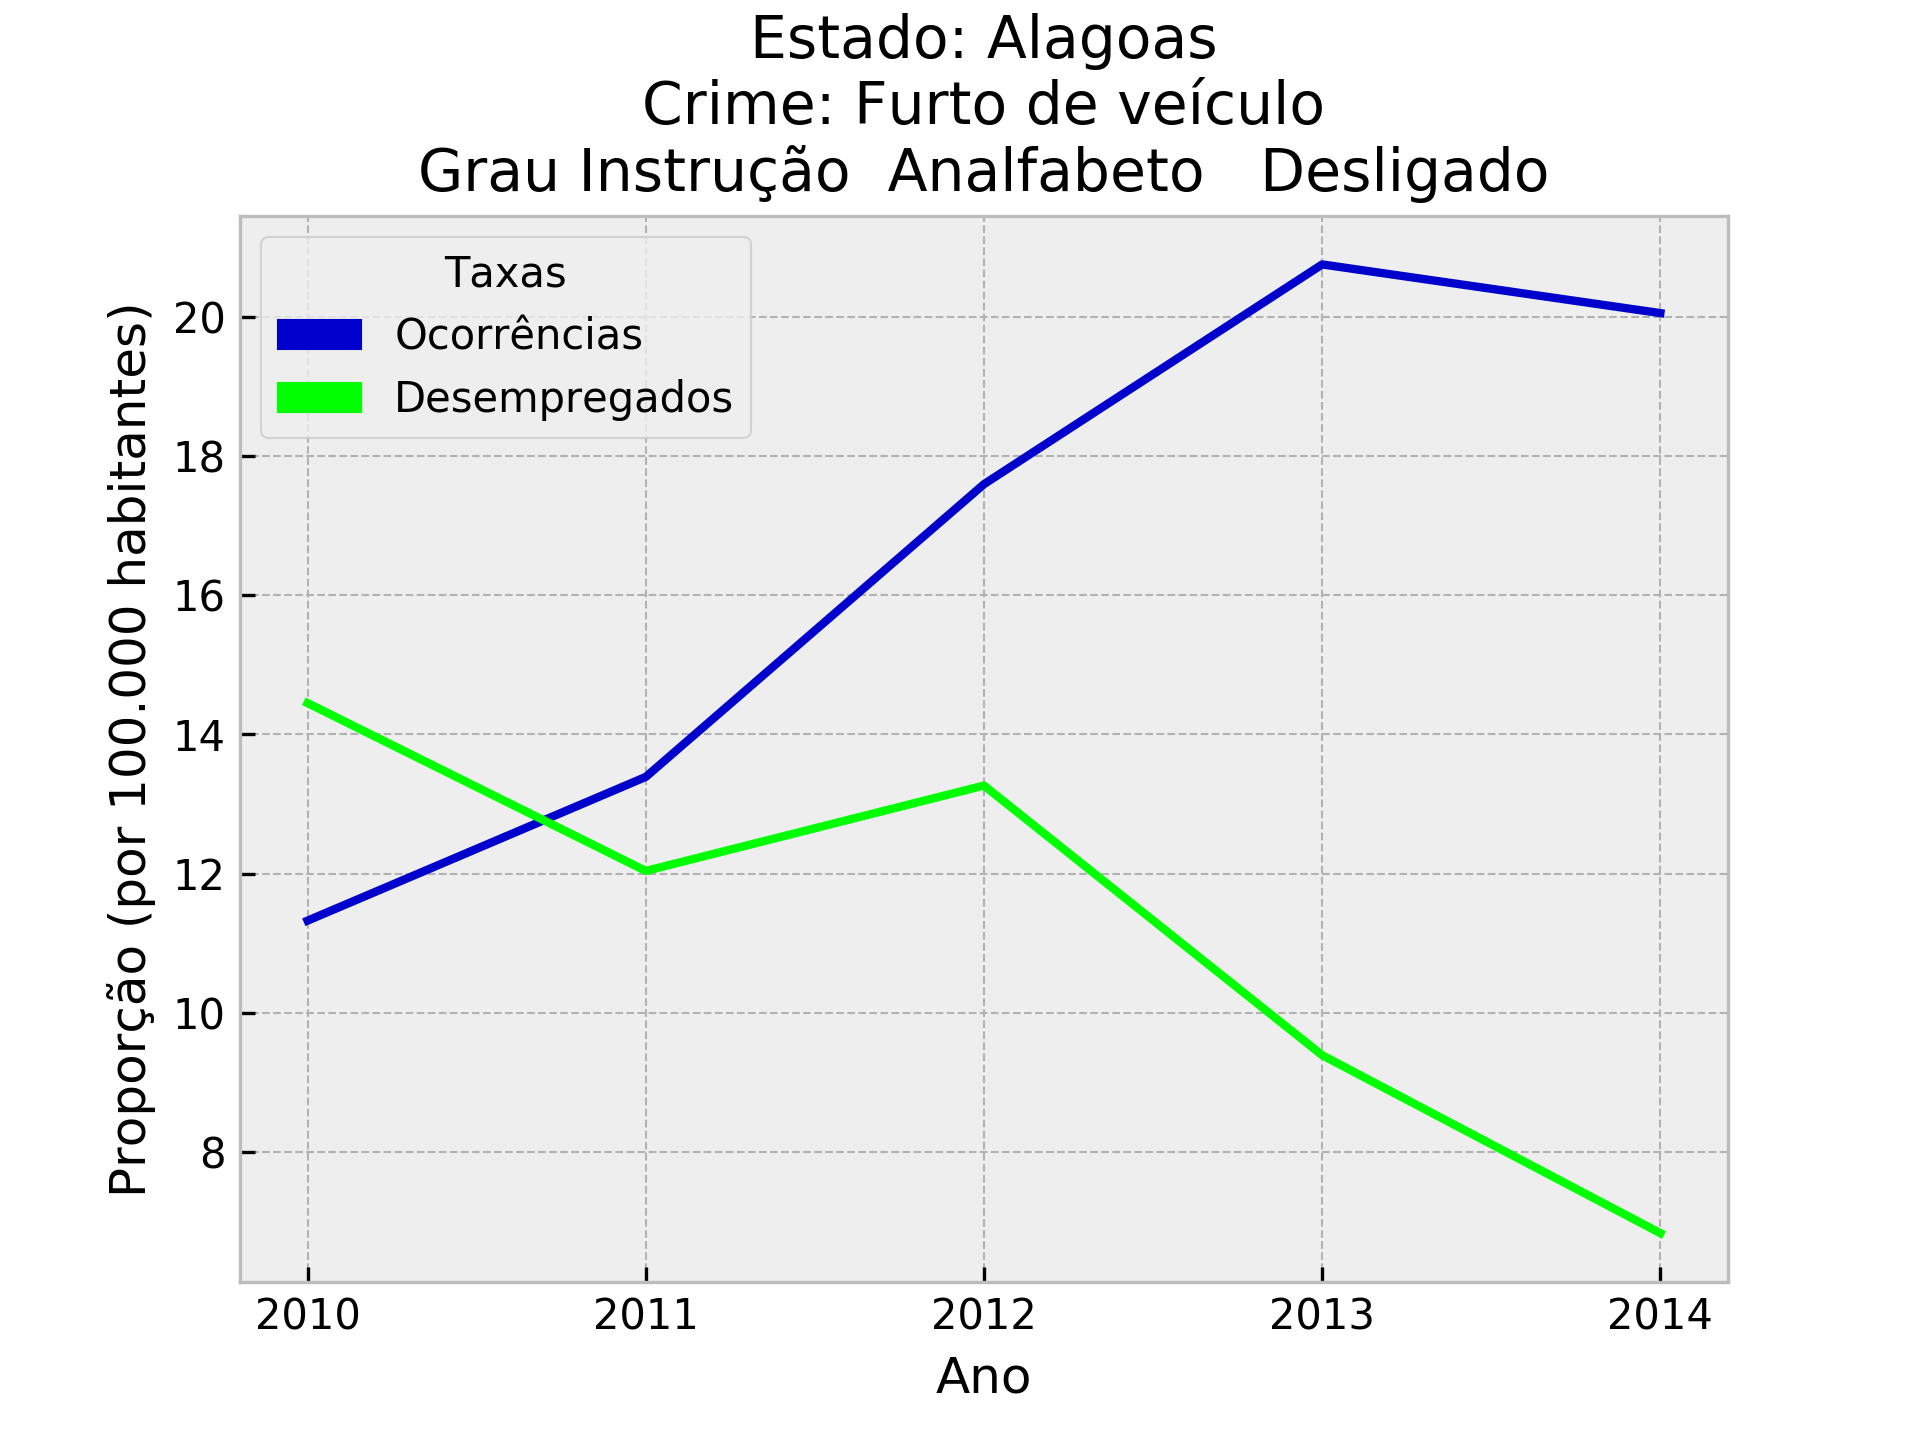 Estado: Alagoas
Crime: Furto de veículo
Grau Instrução  Analfabeto   Desligado
Taxas
Ocorrências
Desempregados
Proporção (por 100.000 habitantes)
20
18
16
14
12
10
8
2010 2011 2012 2013 2014
Ano